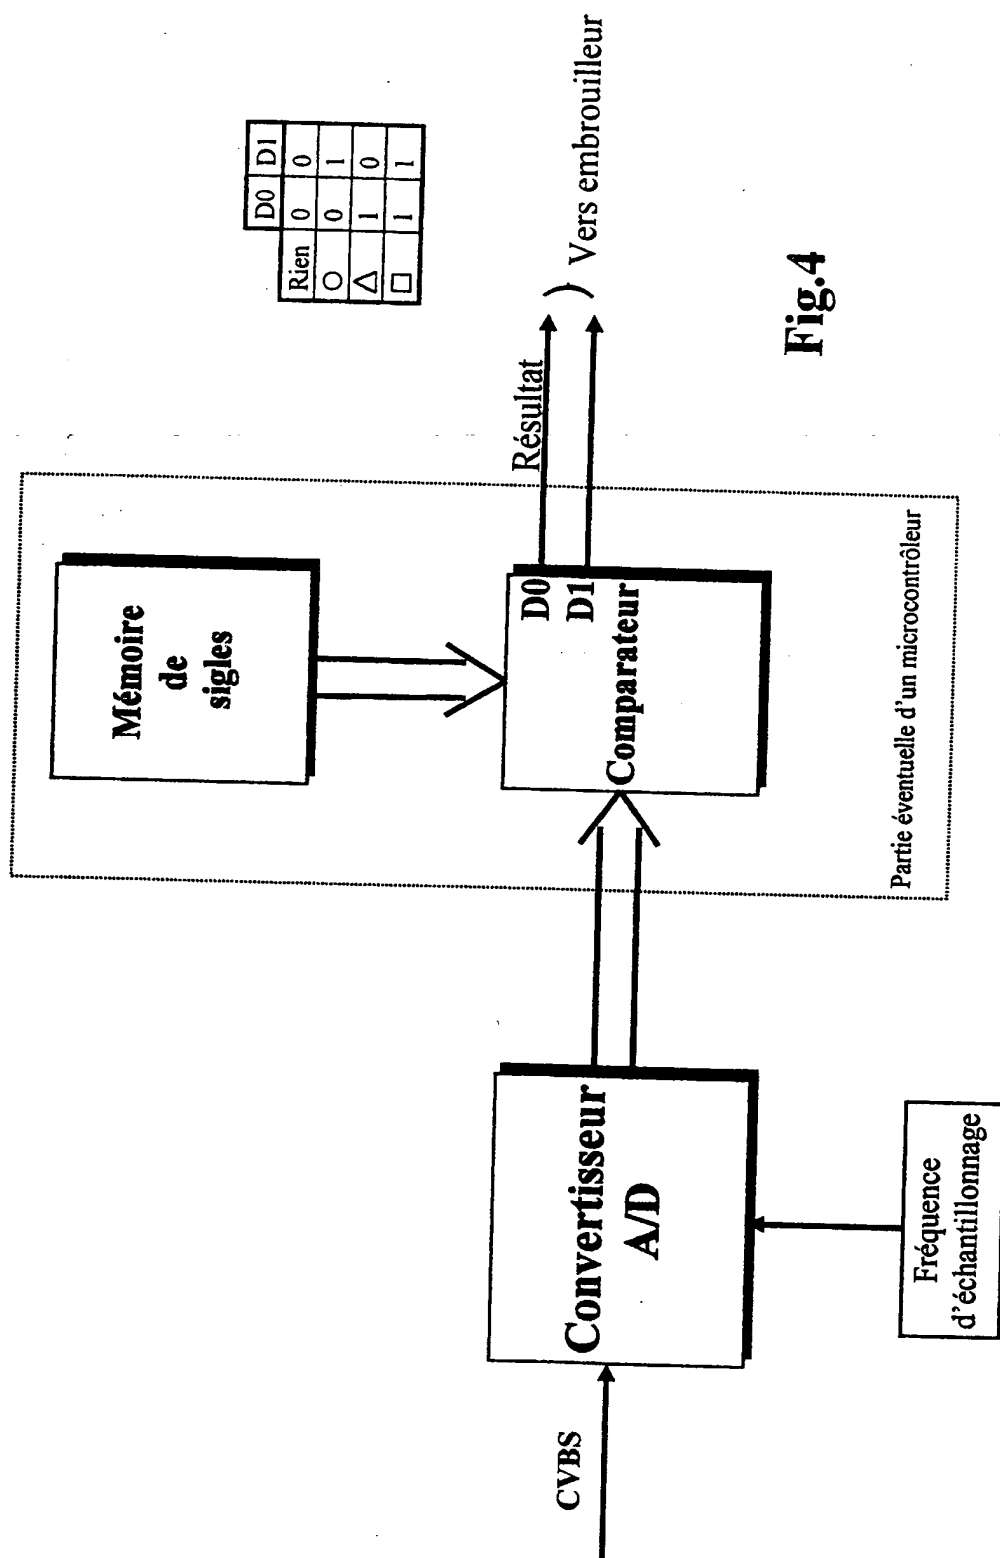 CVBS
Convertisseur
A/D
Fréquence
d'échantillonnage
Mémoire
de
sigles
Comparateur
D0
D1
Partie éventuelle d'un microcontrôleur
Résultat
Vers embrouilleur
D0 D1
Rien 0 0
○ 0 1
△ 1 0
□ 1 1
Fig.4